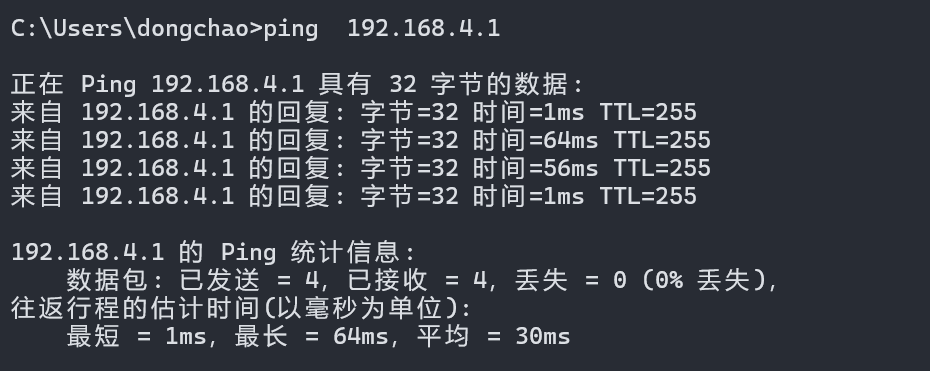 C:\Users\dongchao>ping  192.168.4.1
正在 Ping 192.168.4.1 具有 32 字节的数据:
来自 192.168.4.1 的回复: 字节=32 时间=1ms TTL=255
来自 192.168.4.1 的回复: 字节=32 时间=64ms TTL=255
来自 192.168.4.1 的回复: 字节=32 时间=56ms TTL=255
来自 192.168.4.1 的回复: 字节=32 时间=1ms TTL=255
192.168.4.1 的 Ping 统计信息:
    数据包: 已发送 = 4, 已接收 = 4, 丢失 = 0 (0% 丢失),
往返行程的估计时间(以毫秒为单位):
    最短 = 1ms, 最长 = 64ms, 平均 = 30ms